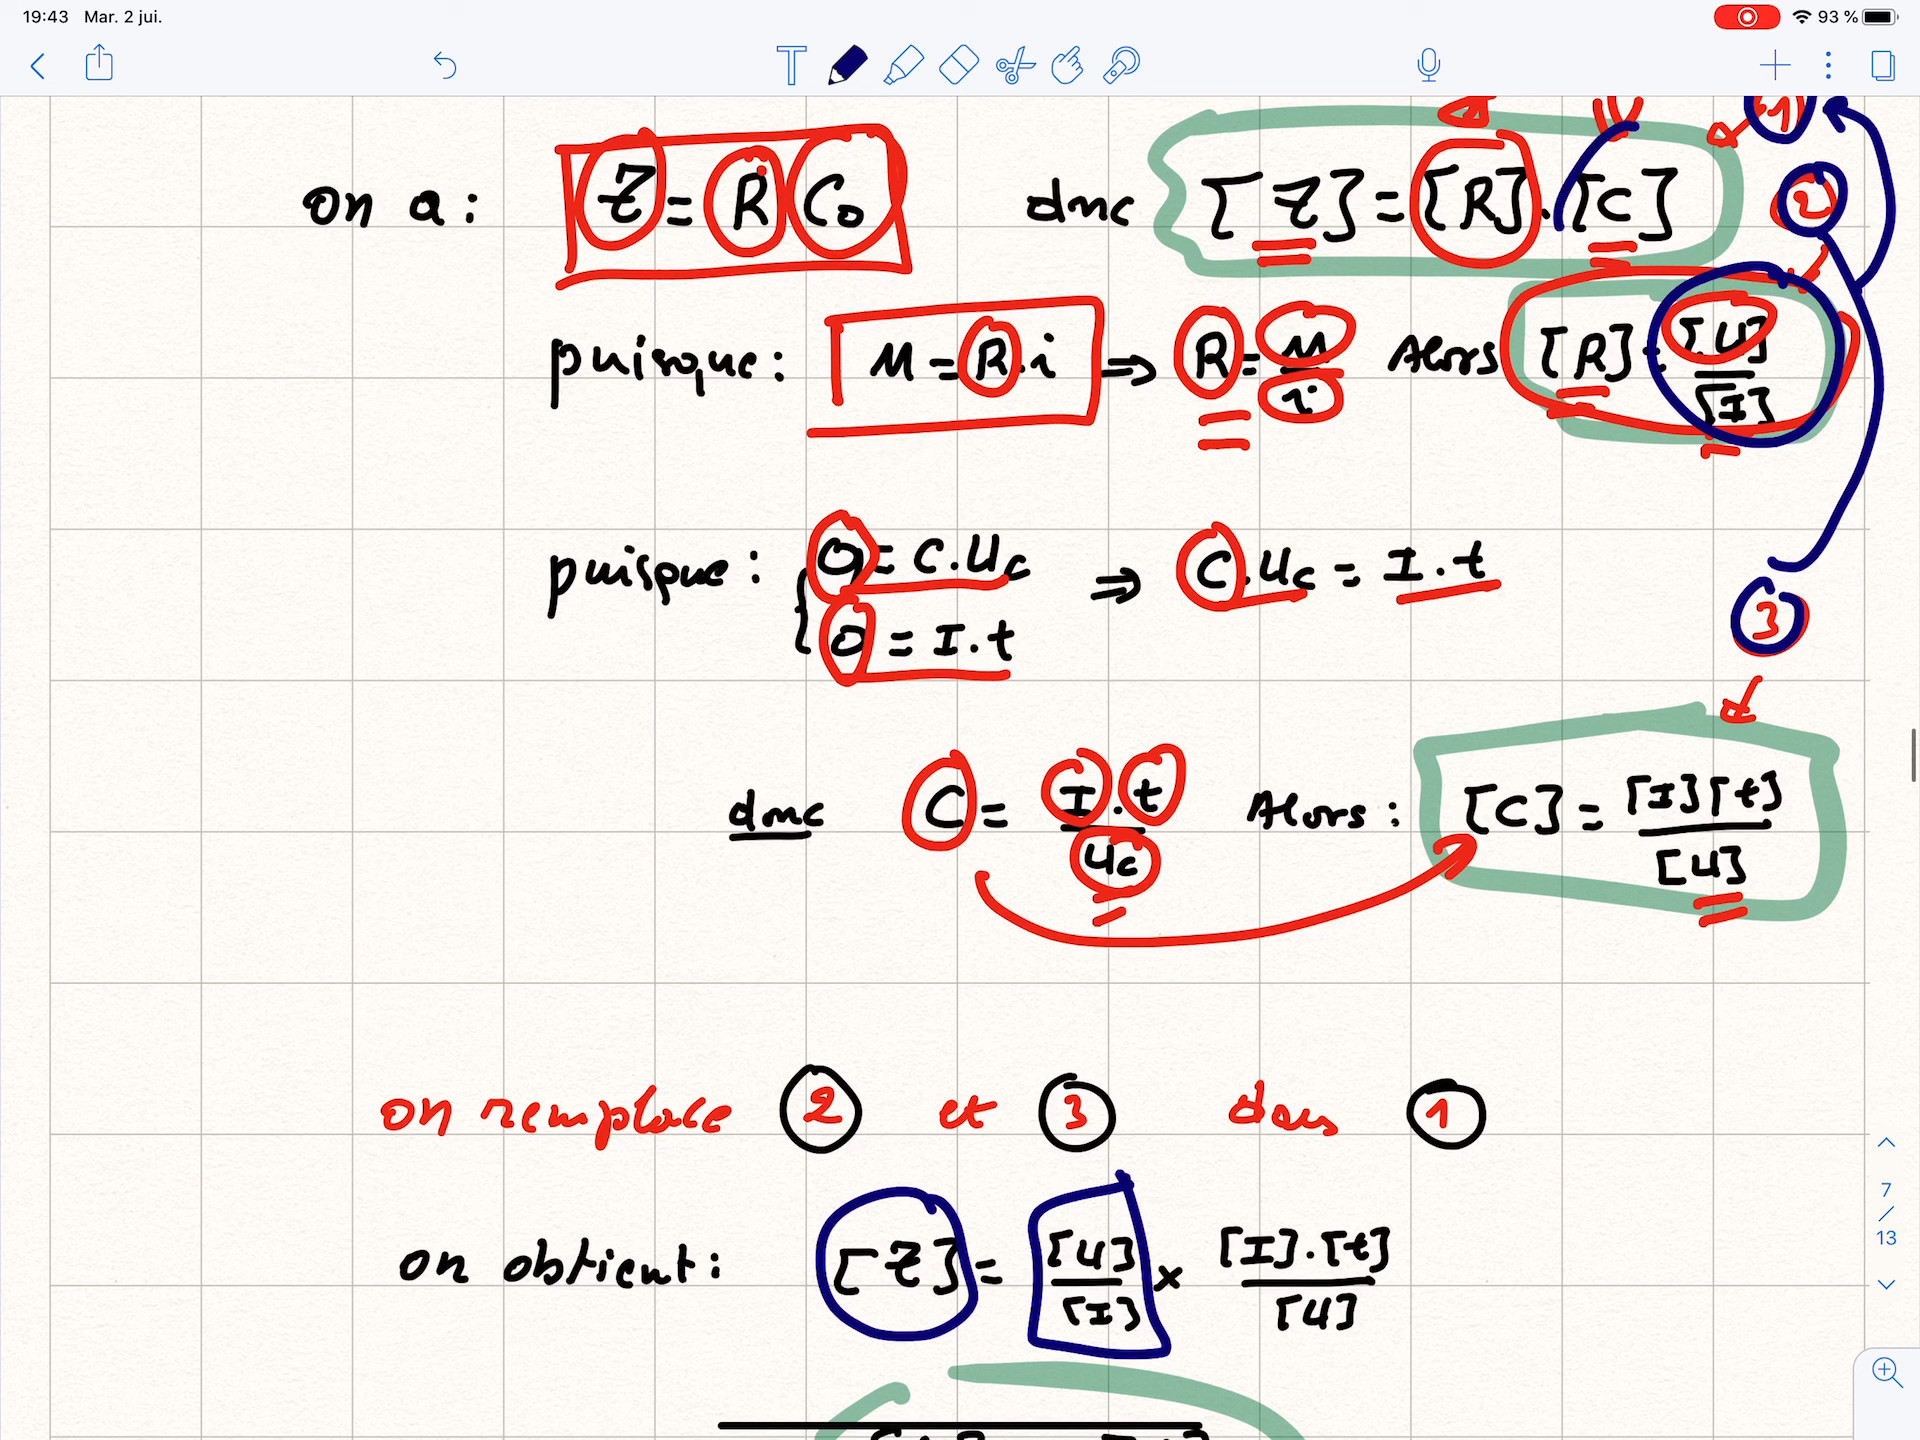 19:43 Mar. 2 jui. 93 %
1
on a : Z = R C₀ donc [Z] = [R].[C]
2
puisque : u = R.i ⇒ R = u/i Alors [R] = [U]/[I]
puisque : { Q = C.Uc ⇒ C.Uc = I.t
Q = I.t
3
donc C = I.t/Uc Alors : [C] = [I][t]/[U]
on remplace 2 et 3 dans 1
7
/
13
on obtient : [Z] = [U]/[I] × [I].[t]/[U]